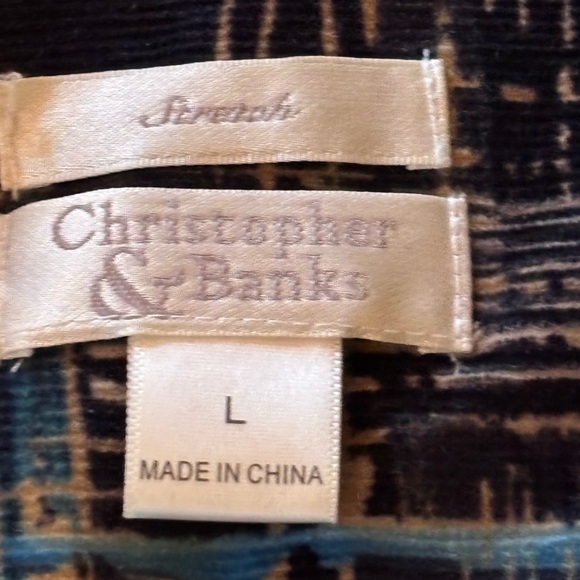 Stretch
Christopher
& Banks
L
MADE IN CHINA